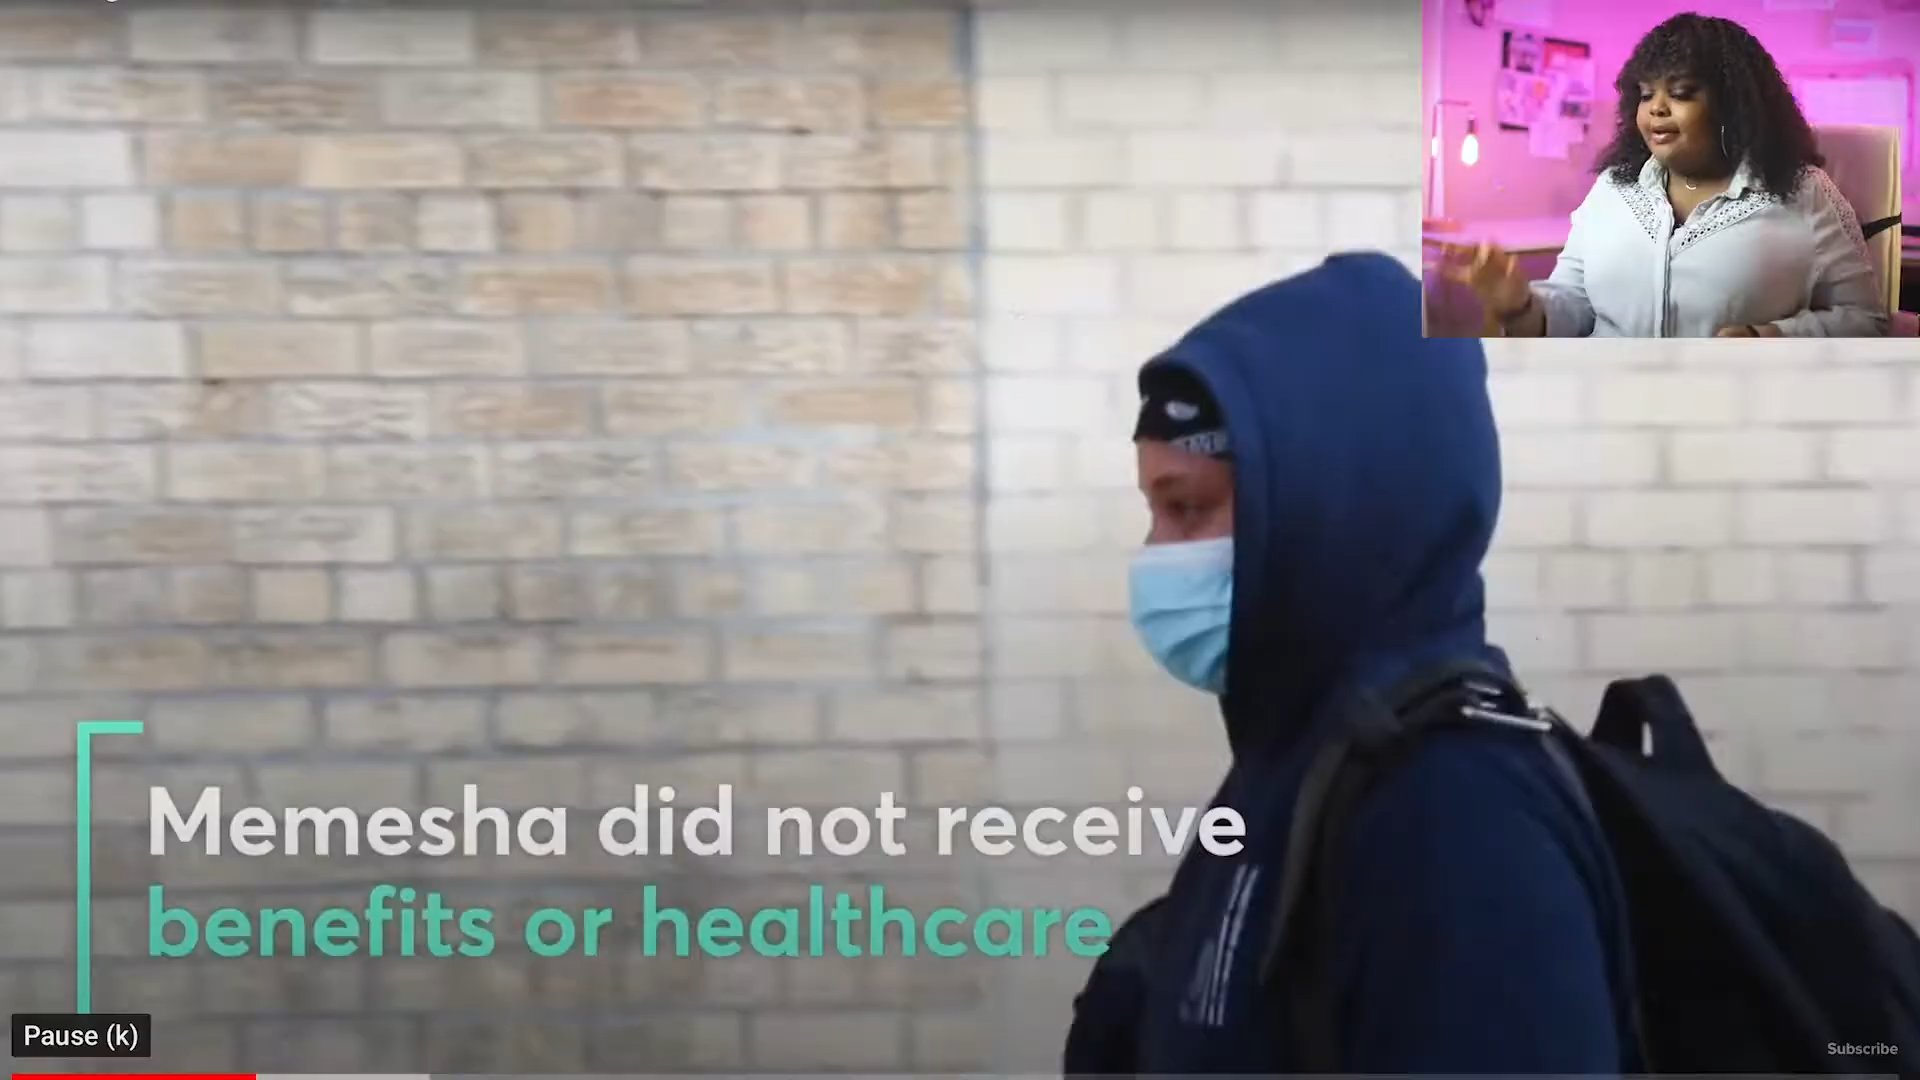 Memesha did not receive
benefits or healthcare
Pause (k)
Subscribe